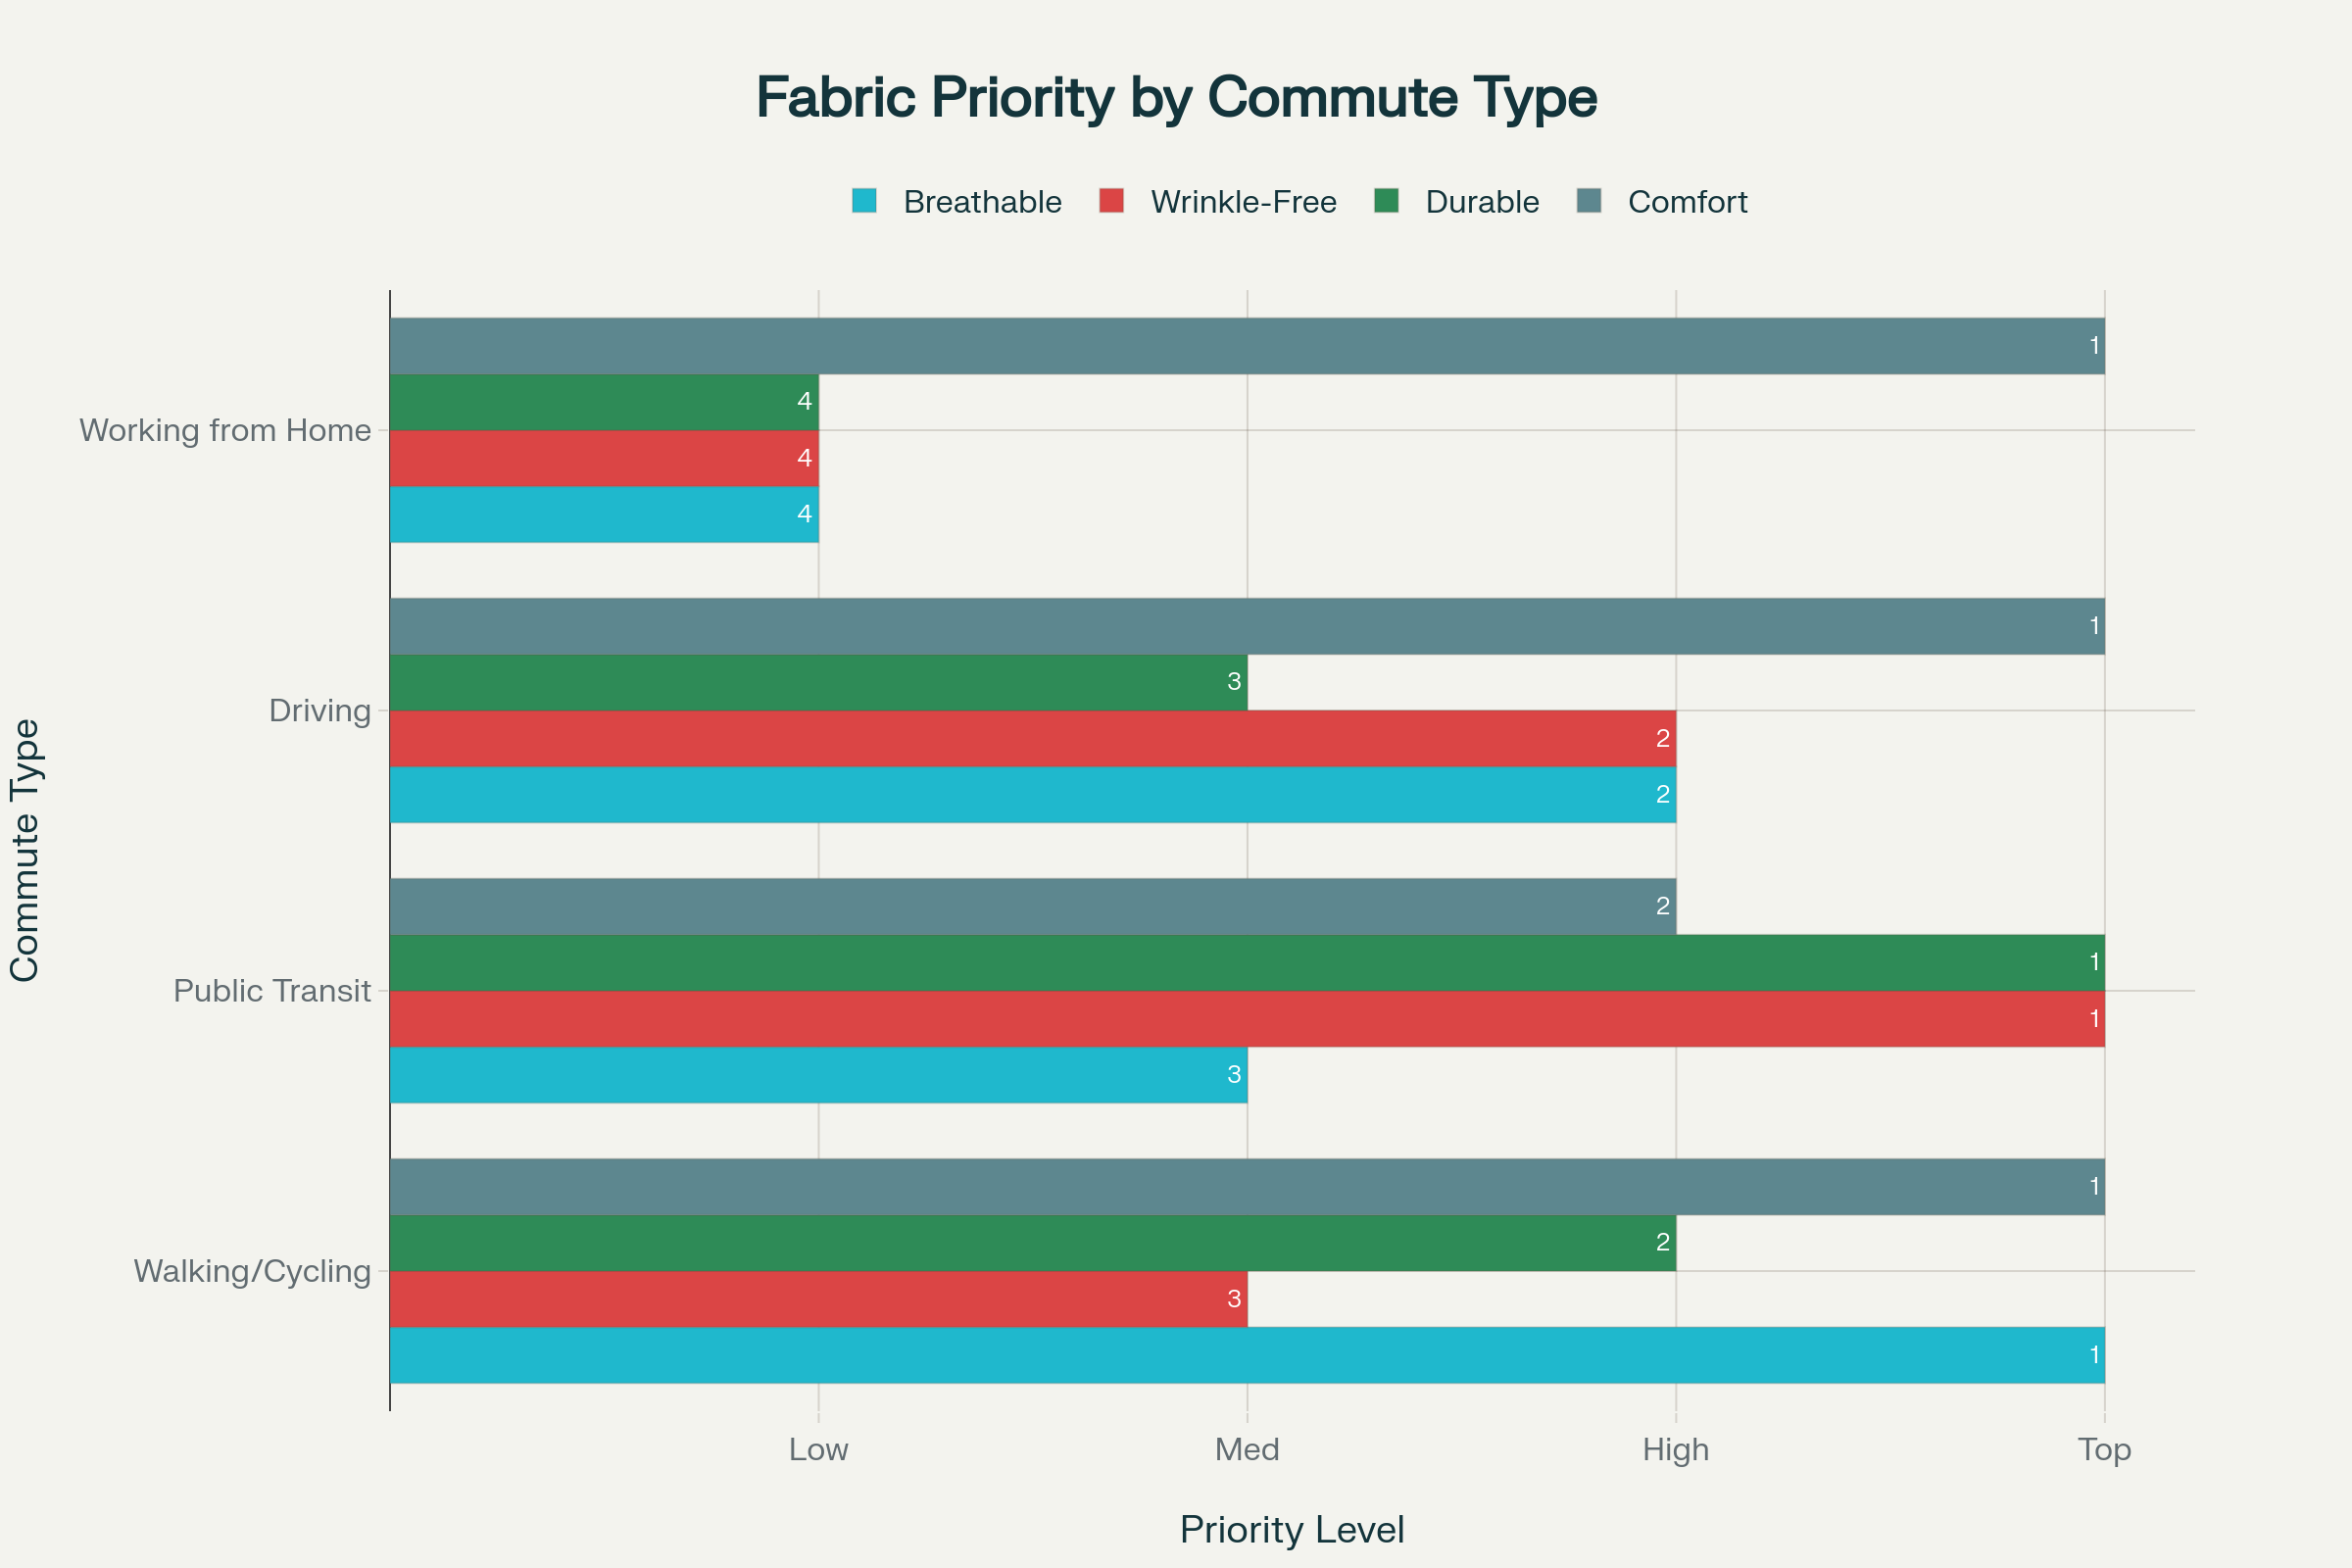 Fabric Priority by Commute Type
Breathable Wrinkle-Free Durable Comfort
1
4
Working from Home
4
4
1
3
Driving
2
2
Commute Type
2
1
Public Transit
1
3
1
2
Walking/Cycling
3
1
Low Med High Top
Priority Level